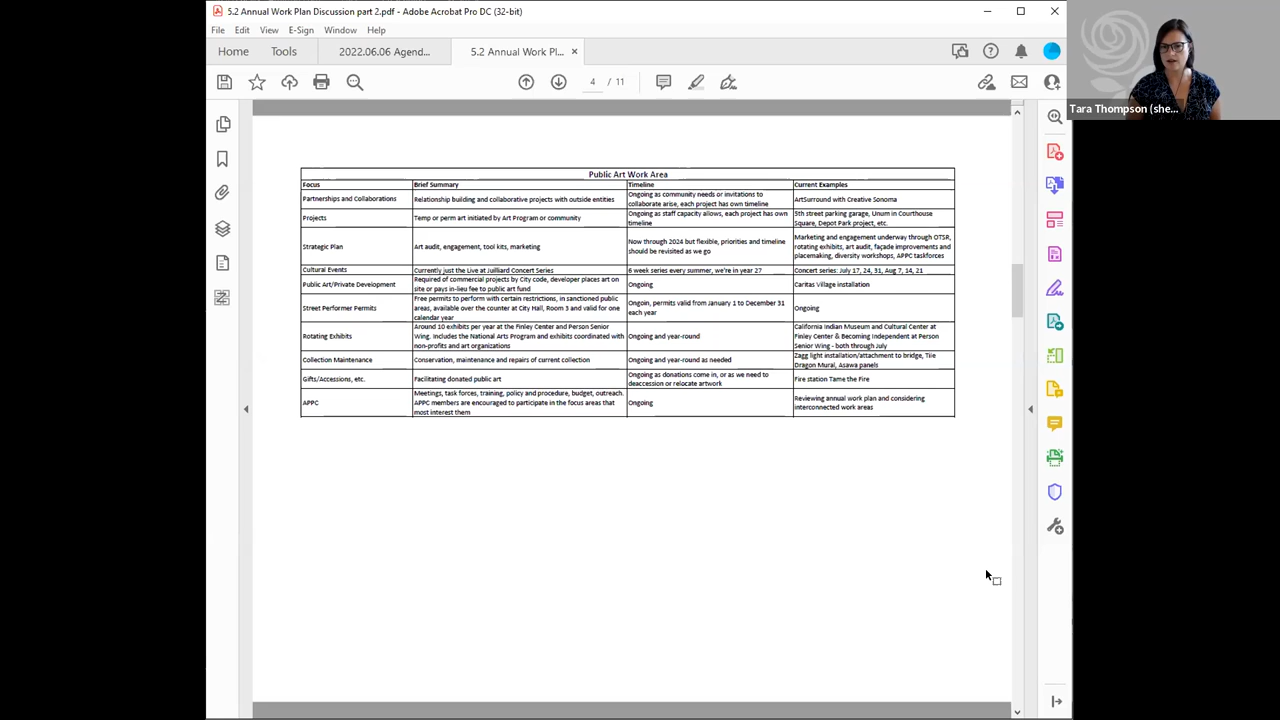 5.2 Annual Work Plan Discussion part 2.pdf - Adobe Acrobat Pro DC (32-bit)
File Edit View E-Sign Window Help
Home Tools 2022.06.06 Agend... 5.2 Annual Work Pl... ×
4 / 11
Tara Thompson (she...
Public Art Work Area
Focus Brief Summary Timeline Current Examples
Partnerships and Collaborations Relationship building and collaborative projects with outside entities
Ongoing as community needs or invitations to
collaborate arise, each project has own timeline
ArtSurround with Creative Sonoma
Projects Temp or perm art initiated by Art Program or community
Ongoing as staff capacity allows, each project has own
timeline
5th street parking garage, Unum in Courthouse
Square, Depot Park project, etc.
Strategic Plan Art audit, engagement, tool kits, marketing
Now through 2024 but flexible, priorities and timeline
should be revisited as we go
Marketing and engagement underway through OTSR,
rotating exhibits, art audit, façade improvements and
placemaking, diversity workshops, APPC taskforces
Cultural Events Currently just the Live at Juilliard Concert Series 6 week series every summer, we're in year 27 Concert series: July 17, 24, 31, Aug 7, 14, 21
Public Art/Private Development
Required of commercial projects by City code, developer places art on
site or pays in-lieu fee to public art fund
Ongoing Caritas Village installation
Street Performer Permits
Free permits to perform with certain restrictions, in sanctioned public
areas, available over the counter at City Hall, Room 3 and valid for one
calendar year
Ongoin, permits valid from January 1 to December 31
each year
Ongoing
Rotating Exhibits
Around 10 exhibits per year at the Finley Center and Person Senior
Wing. Includes the National Arts Program and exhibits coordinated with
non-profits and art organizations
Ongoing and year-round
California Indian Museum and Cultural Center at
Finley Center & Becoming Independent at Person
Senior Wing - both through July
Collection Maintenance Conservation, maintenance and repairs of current collection Ongoing and year-round as needed
Zagg light installation/attachment to bridge, Tile
Dragon Mural, Asawa panels
Gifts/Accessions, etc. Facilitating donated public art
Ongoing as donations come in, or as we need to
deaccession or relocate artwork
Fire station Tame the Fire
APPC
Meetings, task forces, training, policy and procedure, budget, outreach.
APPC members are encouraged to participate in the focus areas that
most interest them
Ongoing
Reviewing annual work plan and considering
interconnected work areas